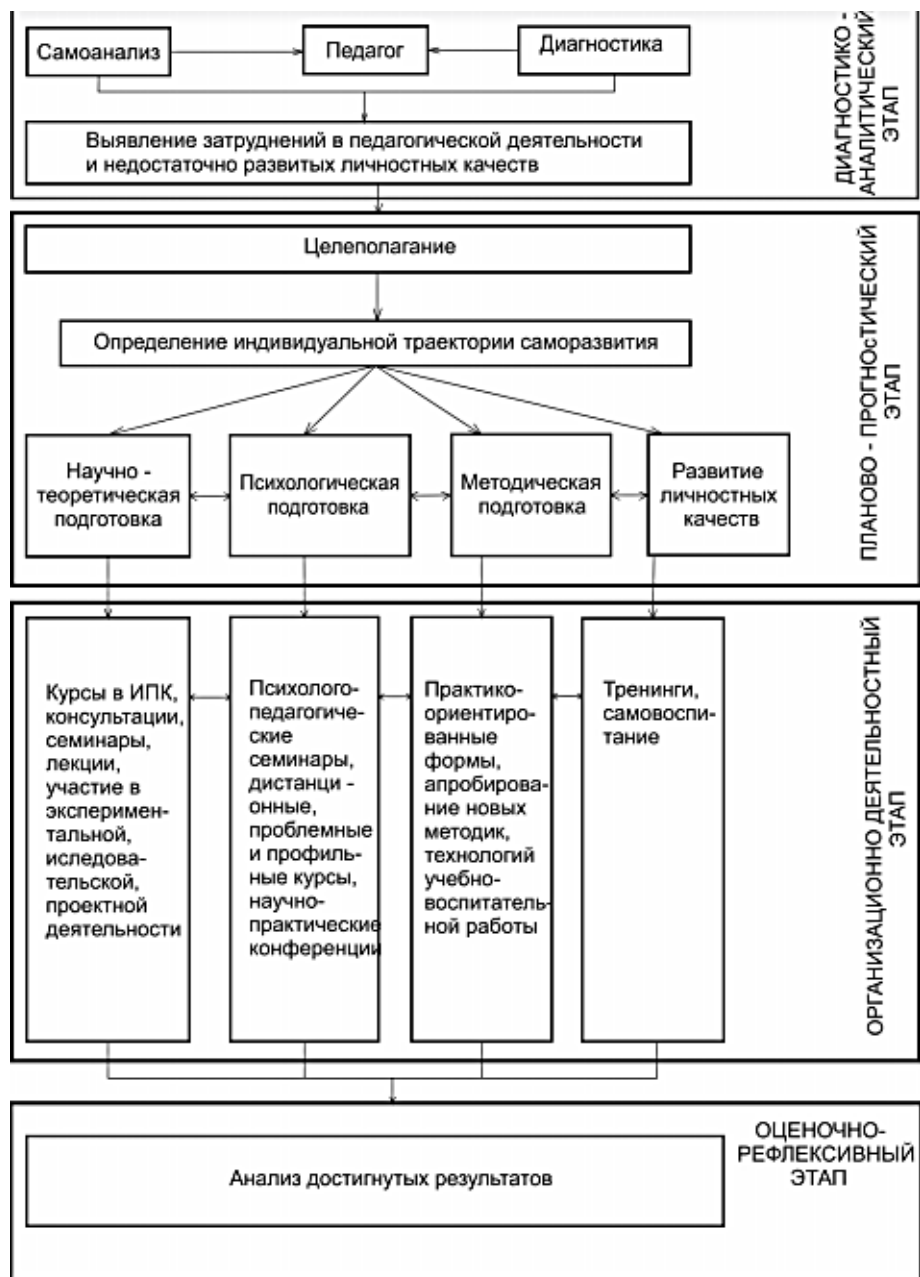 Самоанализ
Педагог
Диагностика
Выявление затруднений в педагогической деятельности
и недостаточно развитых личностных качеств
ДИАГНОСТИКО -
АНАЛИТИЧЕСКИЙ
ЭТАП
Целеполагание
Определение индивидуальной траектории саморазвития
Научно -
теоретическая
подготовка
Психологическая
подготовка
Методическая
подготовка
Развитие
личностных
качеств
ПЛАНОВО - ПРОГНОсТИЧЕСКИЙ
ЭТАП
Курсы в ИПК,
консультации,
семинары,
лекции,
участие в
эксперимен-
тальной,
иследова-
тельской,
проектной
деятельности
Психолого-
педагогиче-
ские
семинары,
дистанци - 
онные,
проблемные
и профиль-
ные курсы,
научно-
практические
конференции
Практико-
ориентиро-
ванные
формы,
апробирова-
ние новых
методик,
технологий
учебно-
воспитатель-
ной работы
Тренинги,
самовоспи-
тание
ОРГАНИЗАЦИОННО ДЕЯТЕЛЬНОСТНЫЙ
ЭТАП
Анализ достигнутых результатов
ОЦЕНОЧНО-
РЕФЛЕКСИВНЫЙ
ЭТАП